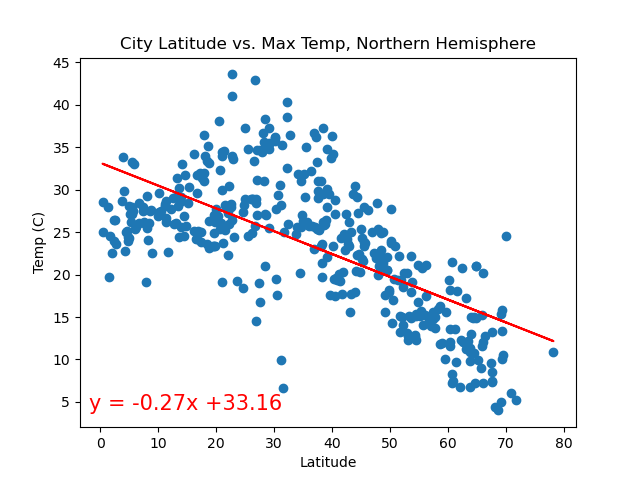 City Latitude vs. Max Temp, Northern Hemisphere
45
40
35
30
25
20
15
10
5
Temp (C)
y = -0.27x +33.16
0 10 20 30 40 50 60 70 80
Latitude